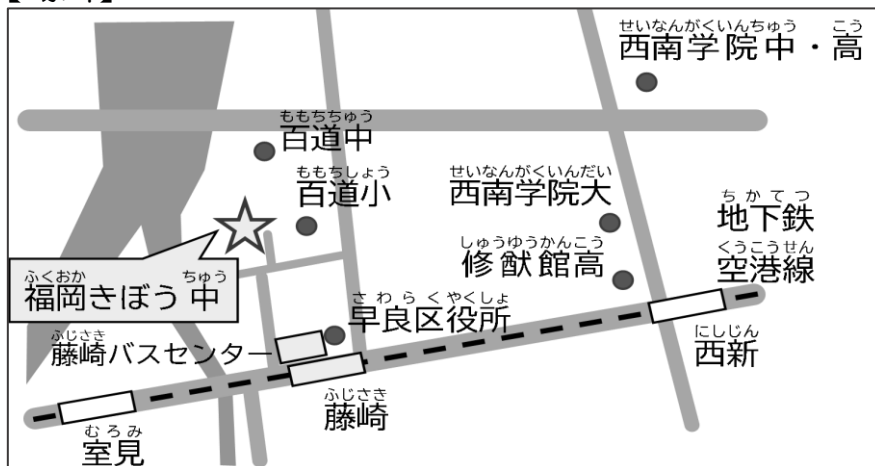 せいなんがくいんちゅう こう
西南学院中・高
ももちちゅう
百道中
ももちしょう
百道小
せいなんがくいんだい
西南学院大
ちかてつ
地下鉄
くうこうせん
空港線
しゅうゆうかんこう
修猷館高
ふくおか ちゅう
福岡きぼう中
さわらくやくしょ
早良区役所
ふじさき
藤崎バスセンター
にしじん
西新
ふじさき
藤崎
むろみ
室見